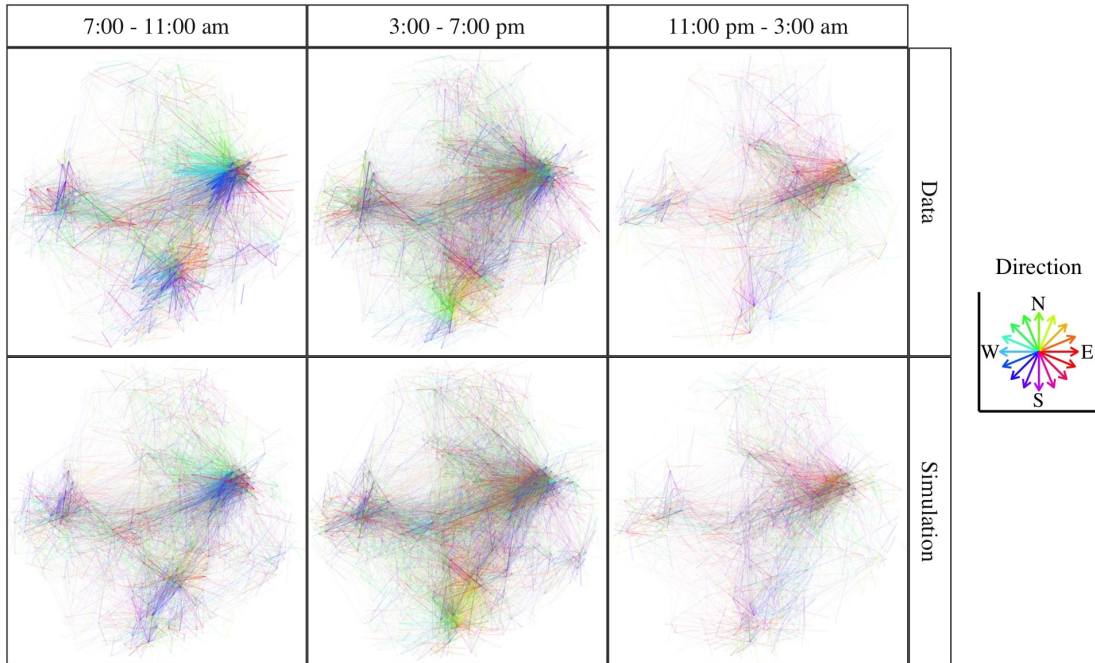 7:00 - 11:00 am
3:00 - 7:00 pm
11:00 pm - 3:00 am
Data
Simulation
Direction
N
W
E
S